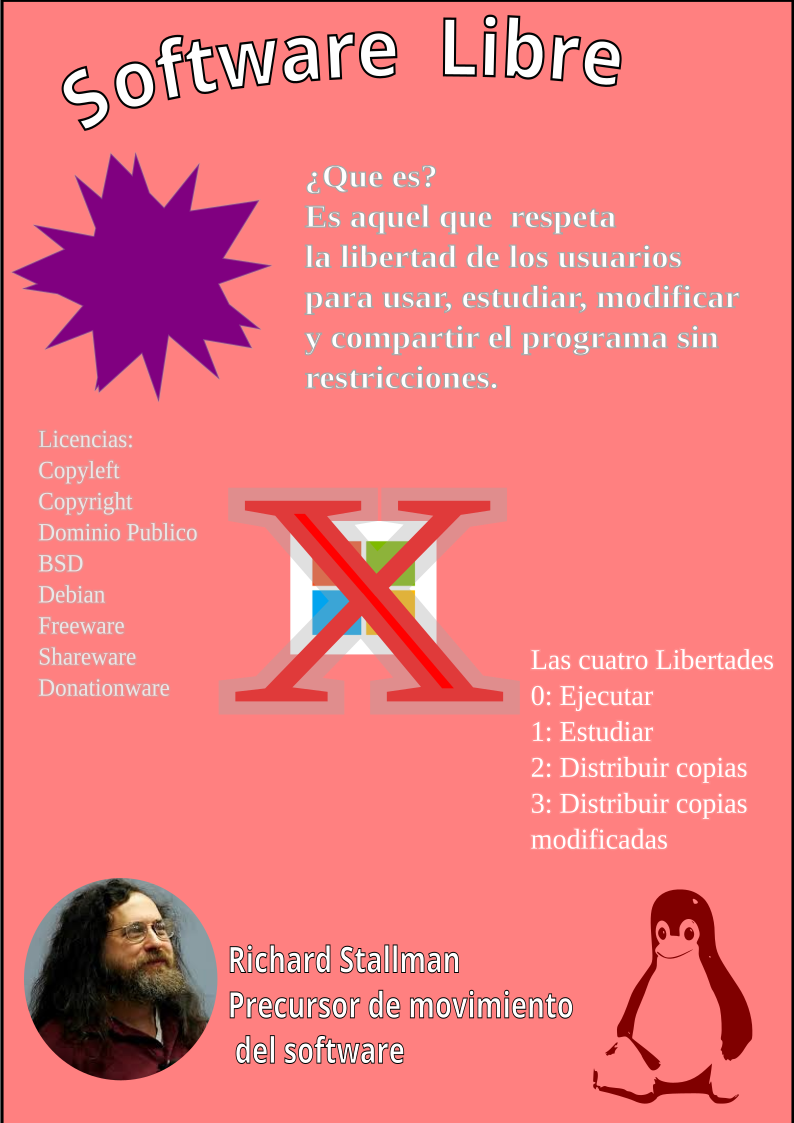 Software Libre
¿Que es?
Es aquel que respeta
la libertad de los usuarios
para usar, estudiar, modificar
y compartir el programa sin
restricciones.
Licencias:
Copyleft
Copyright
Dominio Publico
BSD
Debian
Freeware
Shareware
Donationware
X
Las cuatro Libertades
0: Ejecutar
1: Estudiar
2: Distribuir copias
3: Distribuir copias
modificadas
Richard Stallman
Precursor de movimiento
del software